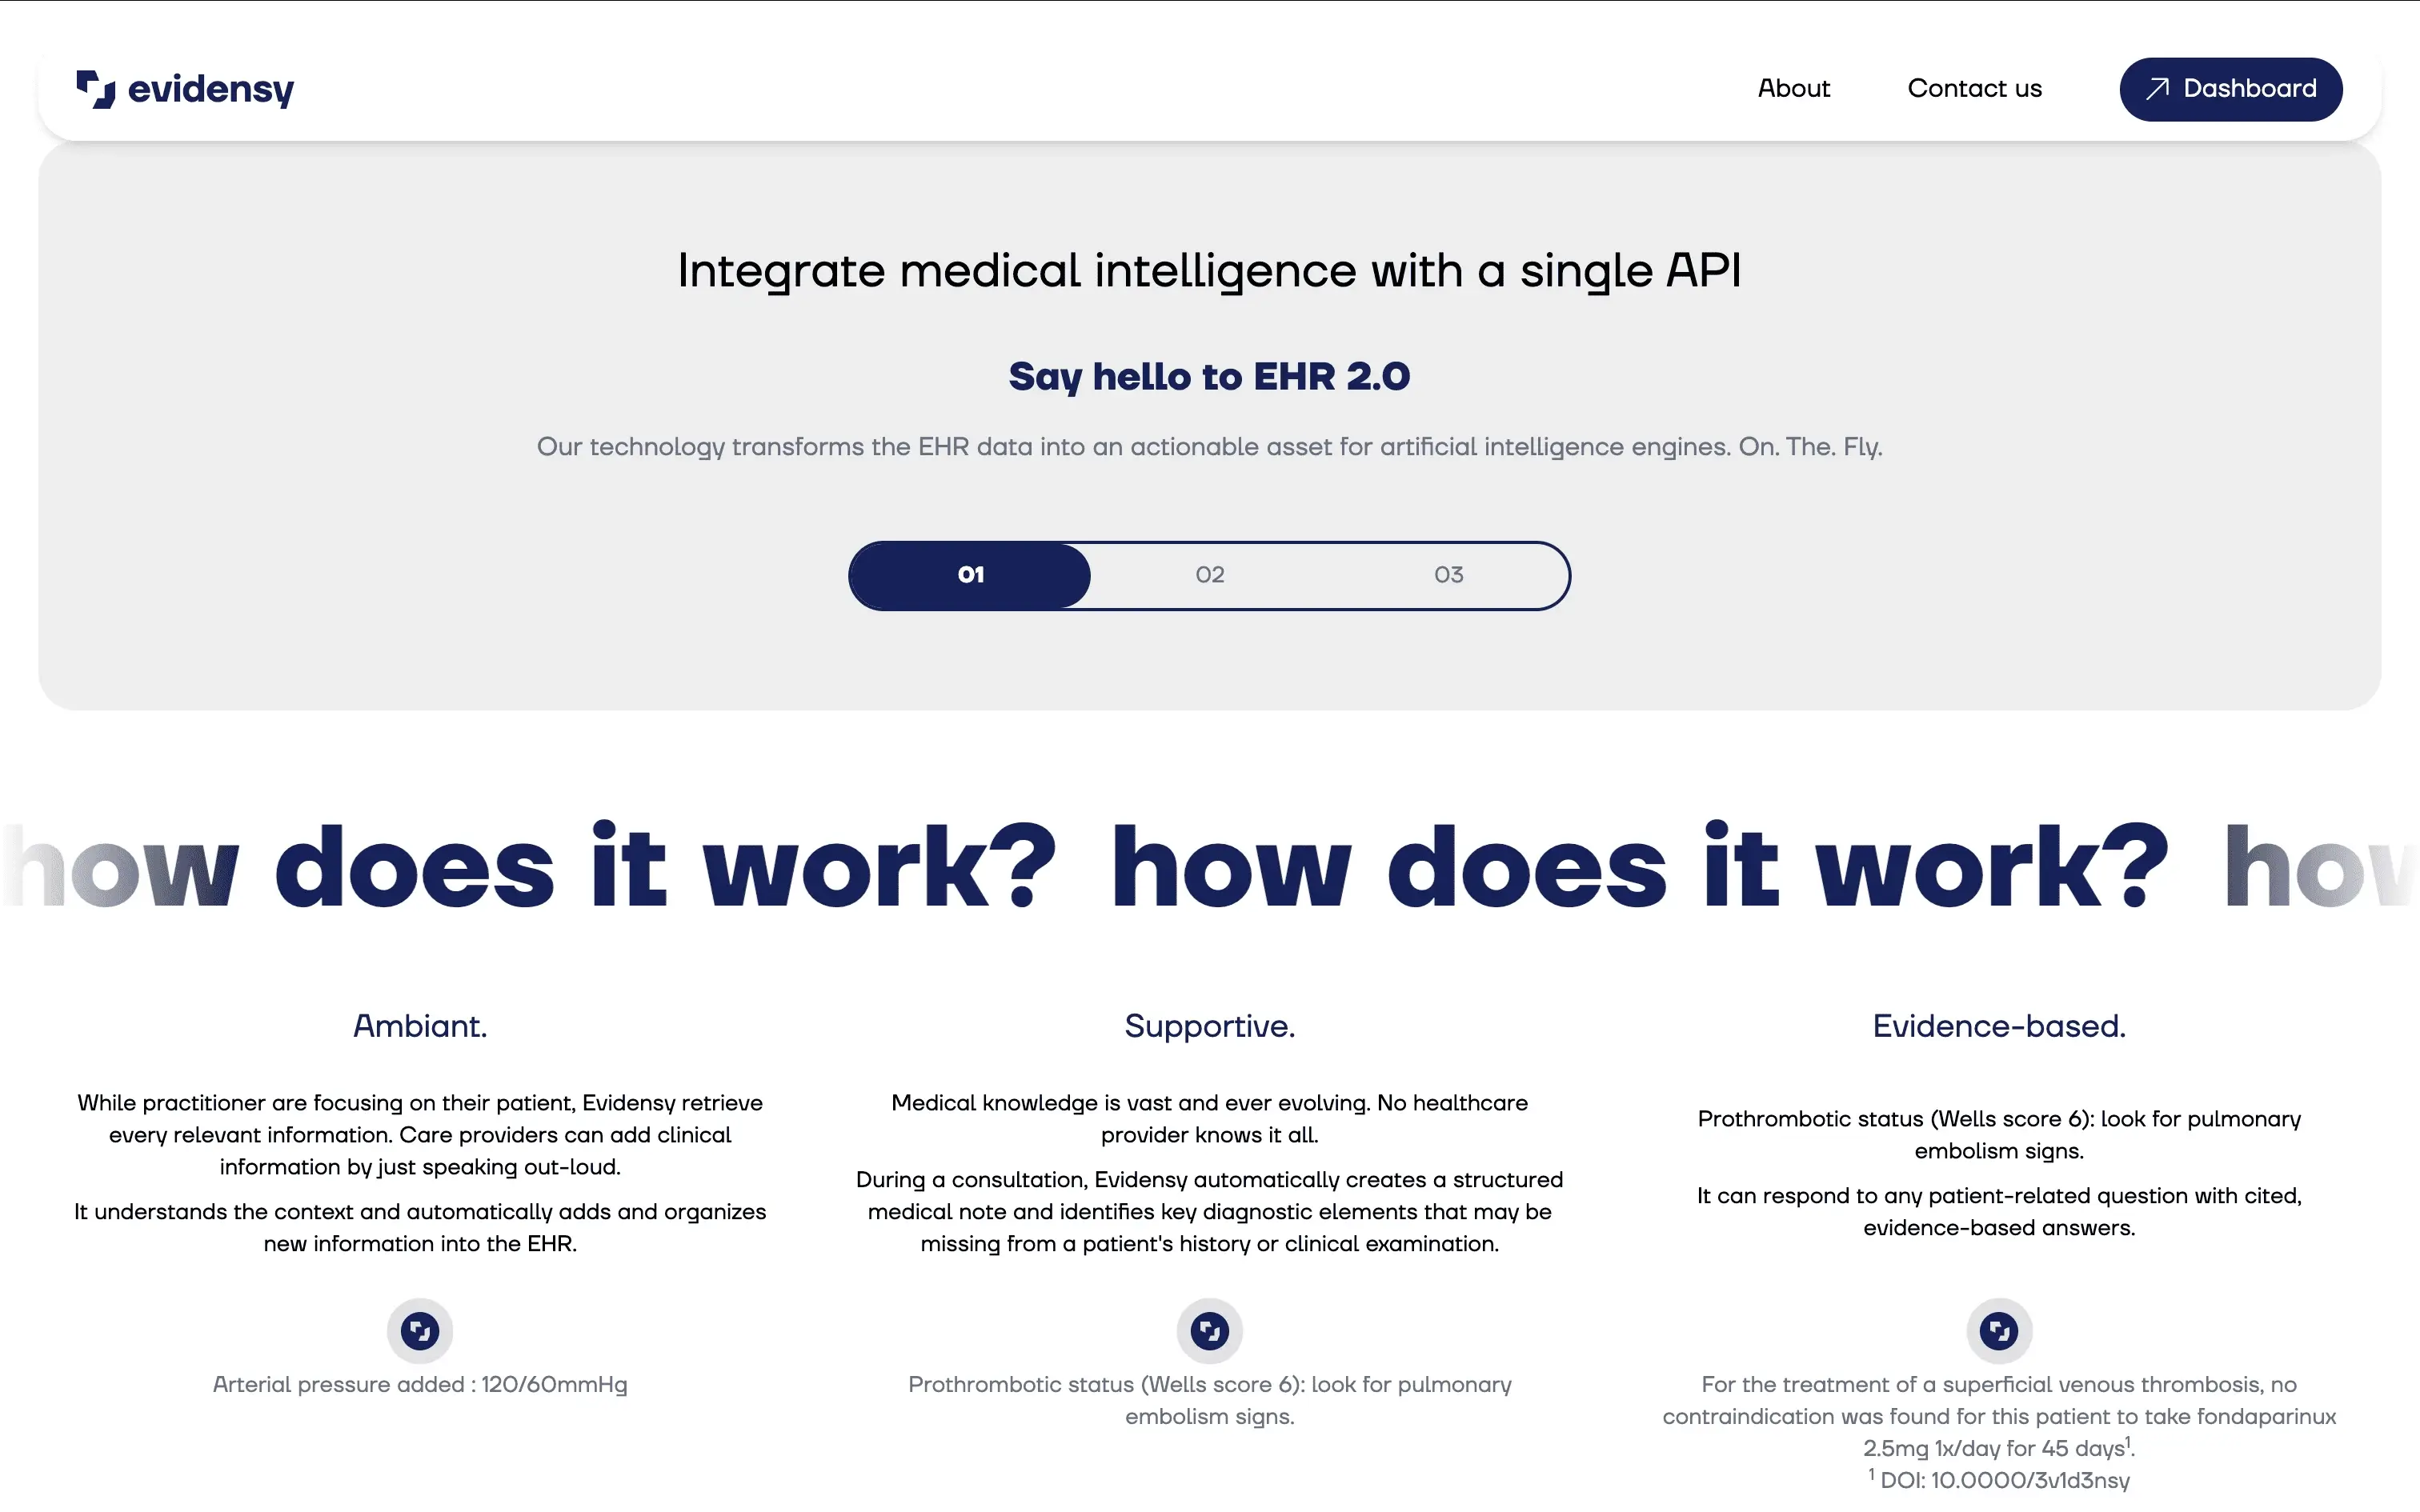 evidensy
About
Contact us
Dashboard
Integrate medical intelligence with a single API
Say hello to EHR 2.0
Our technology transforms the EHR data into an actionable asset for artificial intelligence engines. On. The. Fly.
01
02
03
how does it work? how does it work? how
Ambiant.
While practitioner are focusing on their patient, Evidensy retrieve
every relevant information. Care providers can add clinical
information by just speaking out-loud.
It understands the context and automatically adds and organizes
new information into the EHR.
Arterial pressure added : 120/60mmHg
Supportive.
Medical knowledge is vast and ever evolving. No healthcare
provider knows it all.
During a consultation, Evidensy automatically creates a structured
medical note and identifies key diagnostic elements that may be
missing from a patient's history or clinical examination.
Prothrombotic status (Wells score 6): look for pulmonary
embolism signs.
Evidence-based.
Prothrombotic status (Wells score 6): look for pulmonary
embolism signs.
It can respond to any patient-related question with cited,
evidence-based answers.
For the treatment of a superficial venous thrombosis, no
contraindication was found for this patient to take fondaparinux
2.5mg 1x/day for 45 days¹.
¹ DOI: 10.0000/3v1d3nsy